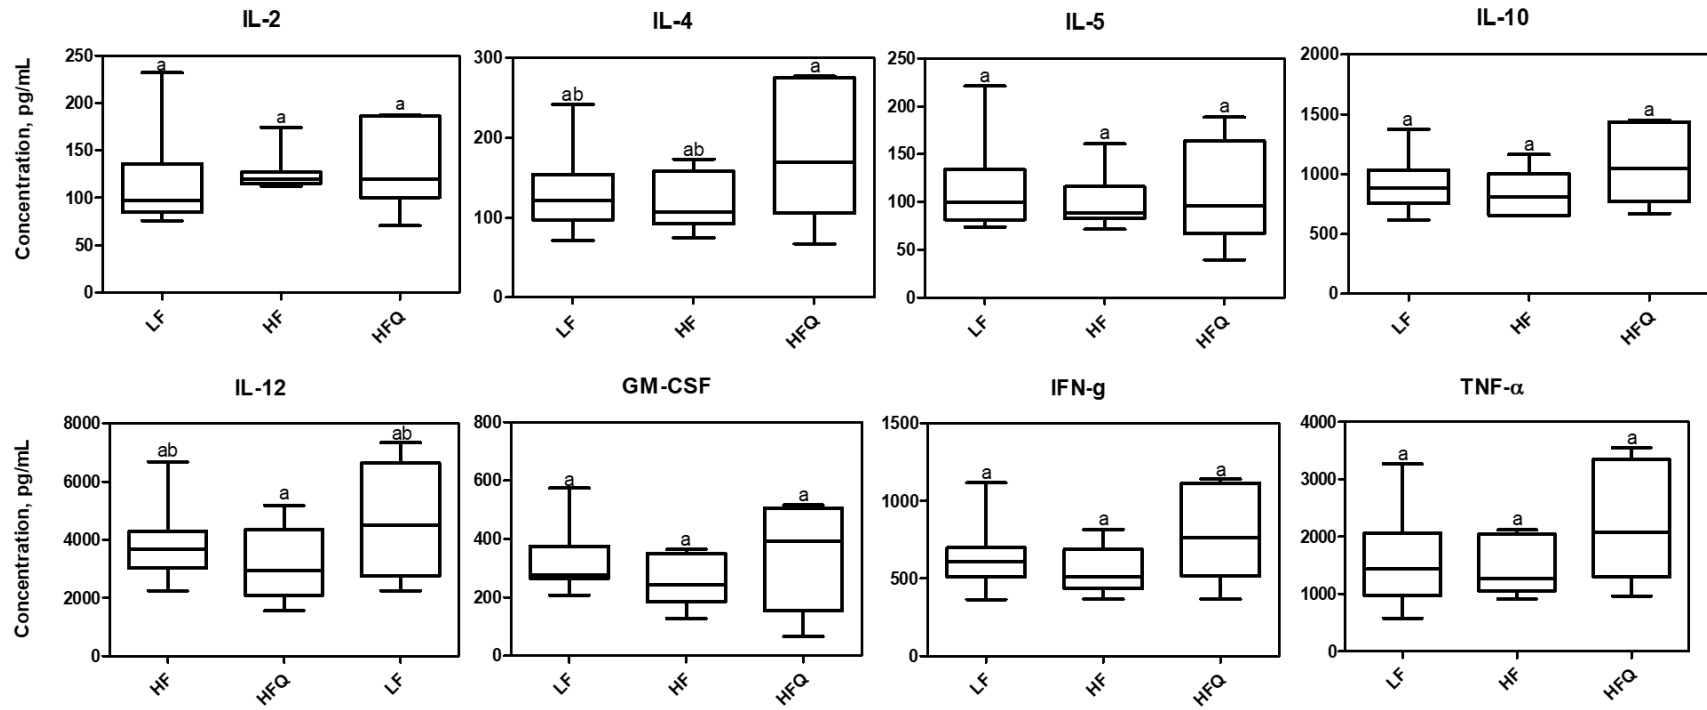 IL-2
IL-4
IL-5
IL-10
Concentration, pg/mL
250
200
150
100
50
0
a
a
a
LF
HF
HFQ
300
200
100
0
ab
ab
a
LF
HF
HFQ
250
200
150
100
50
0
a
a
a
LF
HF
HFQ
2000
1500
1000
500
0
a
a
a
LF
HF
HFQ
IL-12
GM-CSF
IFN-g
TNF-α
Concentration, pg/mL
8000
6000
4000
2000
0
ab
a
ab
HF
HFQ
LF
800
600
400
200
0
a
a
a
LF
HF
HFQ
1500
1000
500
0
a
a
a
LF
HF
HFQ
4000
3000
2000
1000
0
a
a
a
LF
HF
HFQ